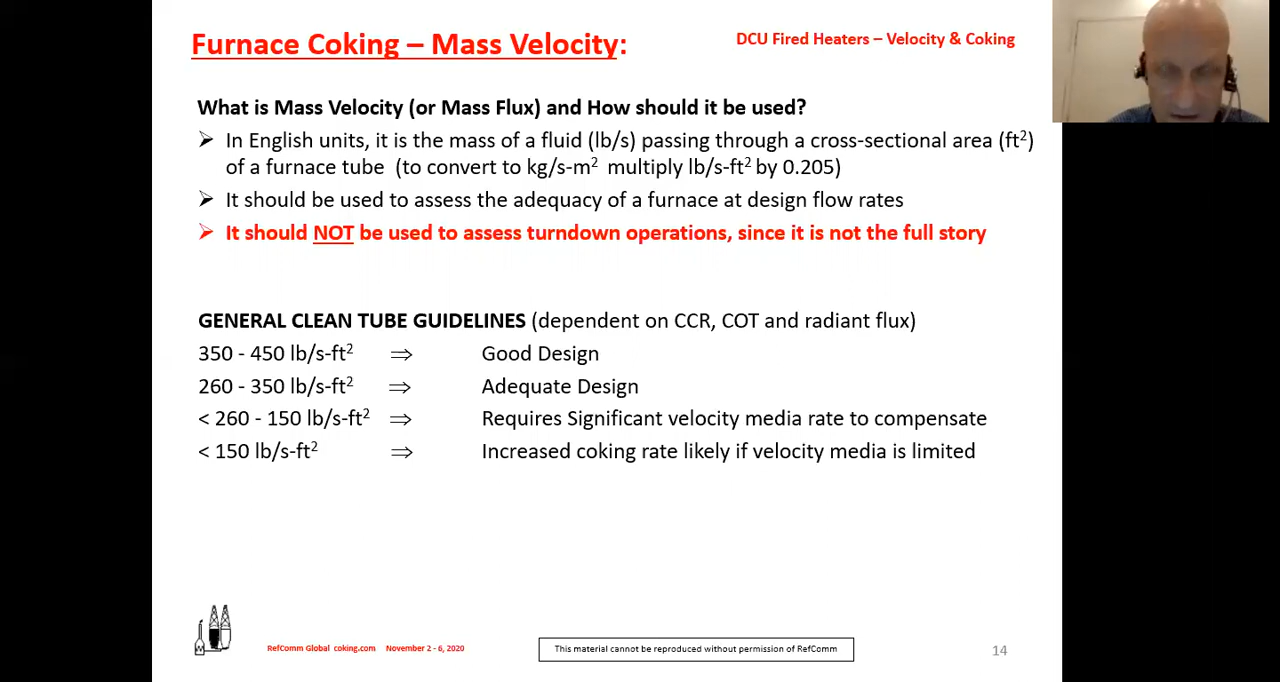 Furnace Coking – Mass Velocity:
DCU Fired Heaters – Velocity & Coking
What is Mass Velocity (or Mass Flux) and How should it be used?
➢ In English units, it is the mass of a fluid (lb/s) passing through a cross-sectional area (ft²)
of a furnace tube (to convert to kg/s-m² multiply lb/s-ft² by 0.205)
➢ It should be used to assess the adequacy of a furnace at design flow rates
➢ It should NOT be used to assess turndown operations, since it is not the full story
GENERAL CLEAN TUBE GUIDELINES (dependent on CCR, COT and radiant flux)
350 - 450 lb/s-ft² ⇒ Good Design
260 - 350 lb/s-ft² ⇒ Adequate Design
< 260 - 150 lb/s-ft² ⇒ Requires Significant velocity media rate to compensate
< 150 lb/s-ft² ⇒ Increased coking rate likely if velocity media is limited
RefComm Global coking.com November 2 - 6, 2020
This material cannot be reproduced without permission of RefComm
14